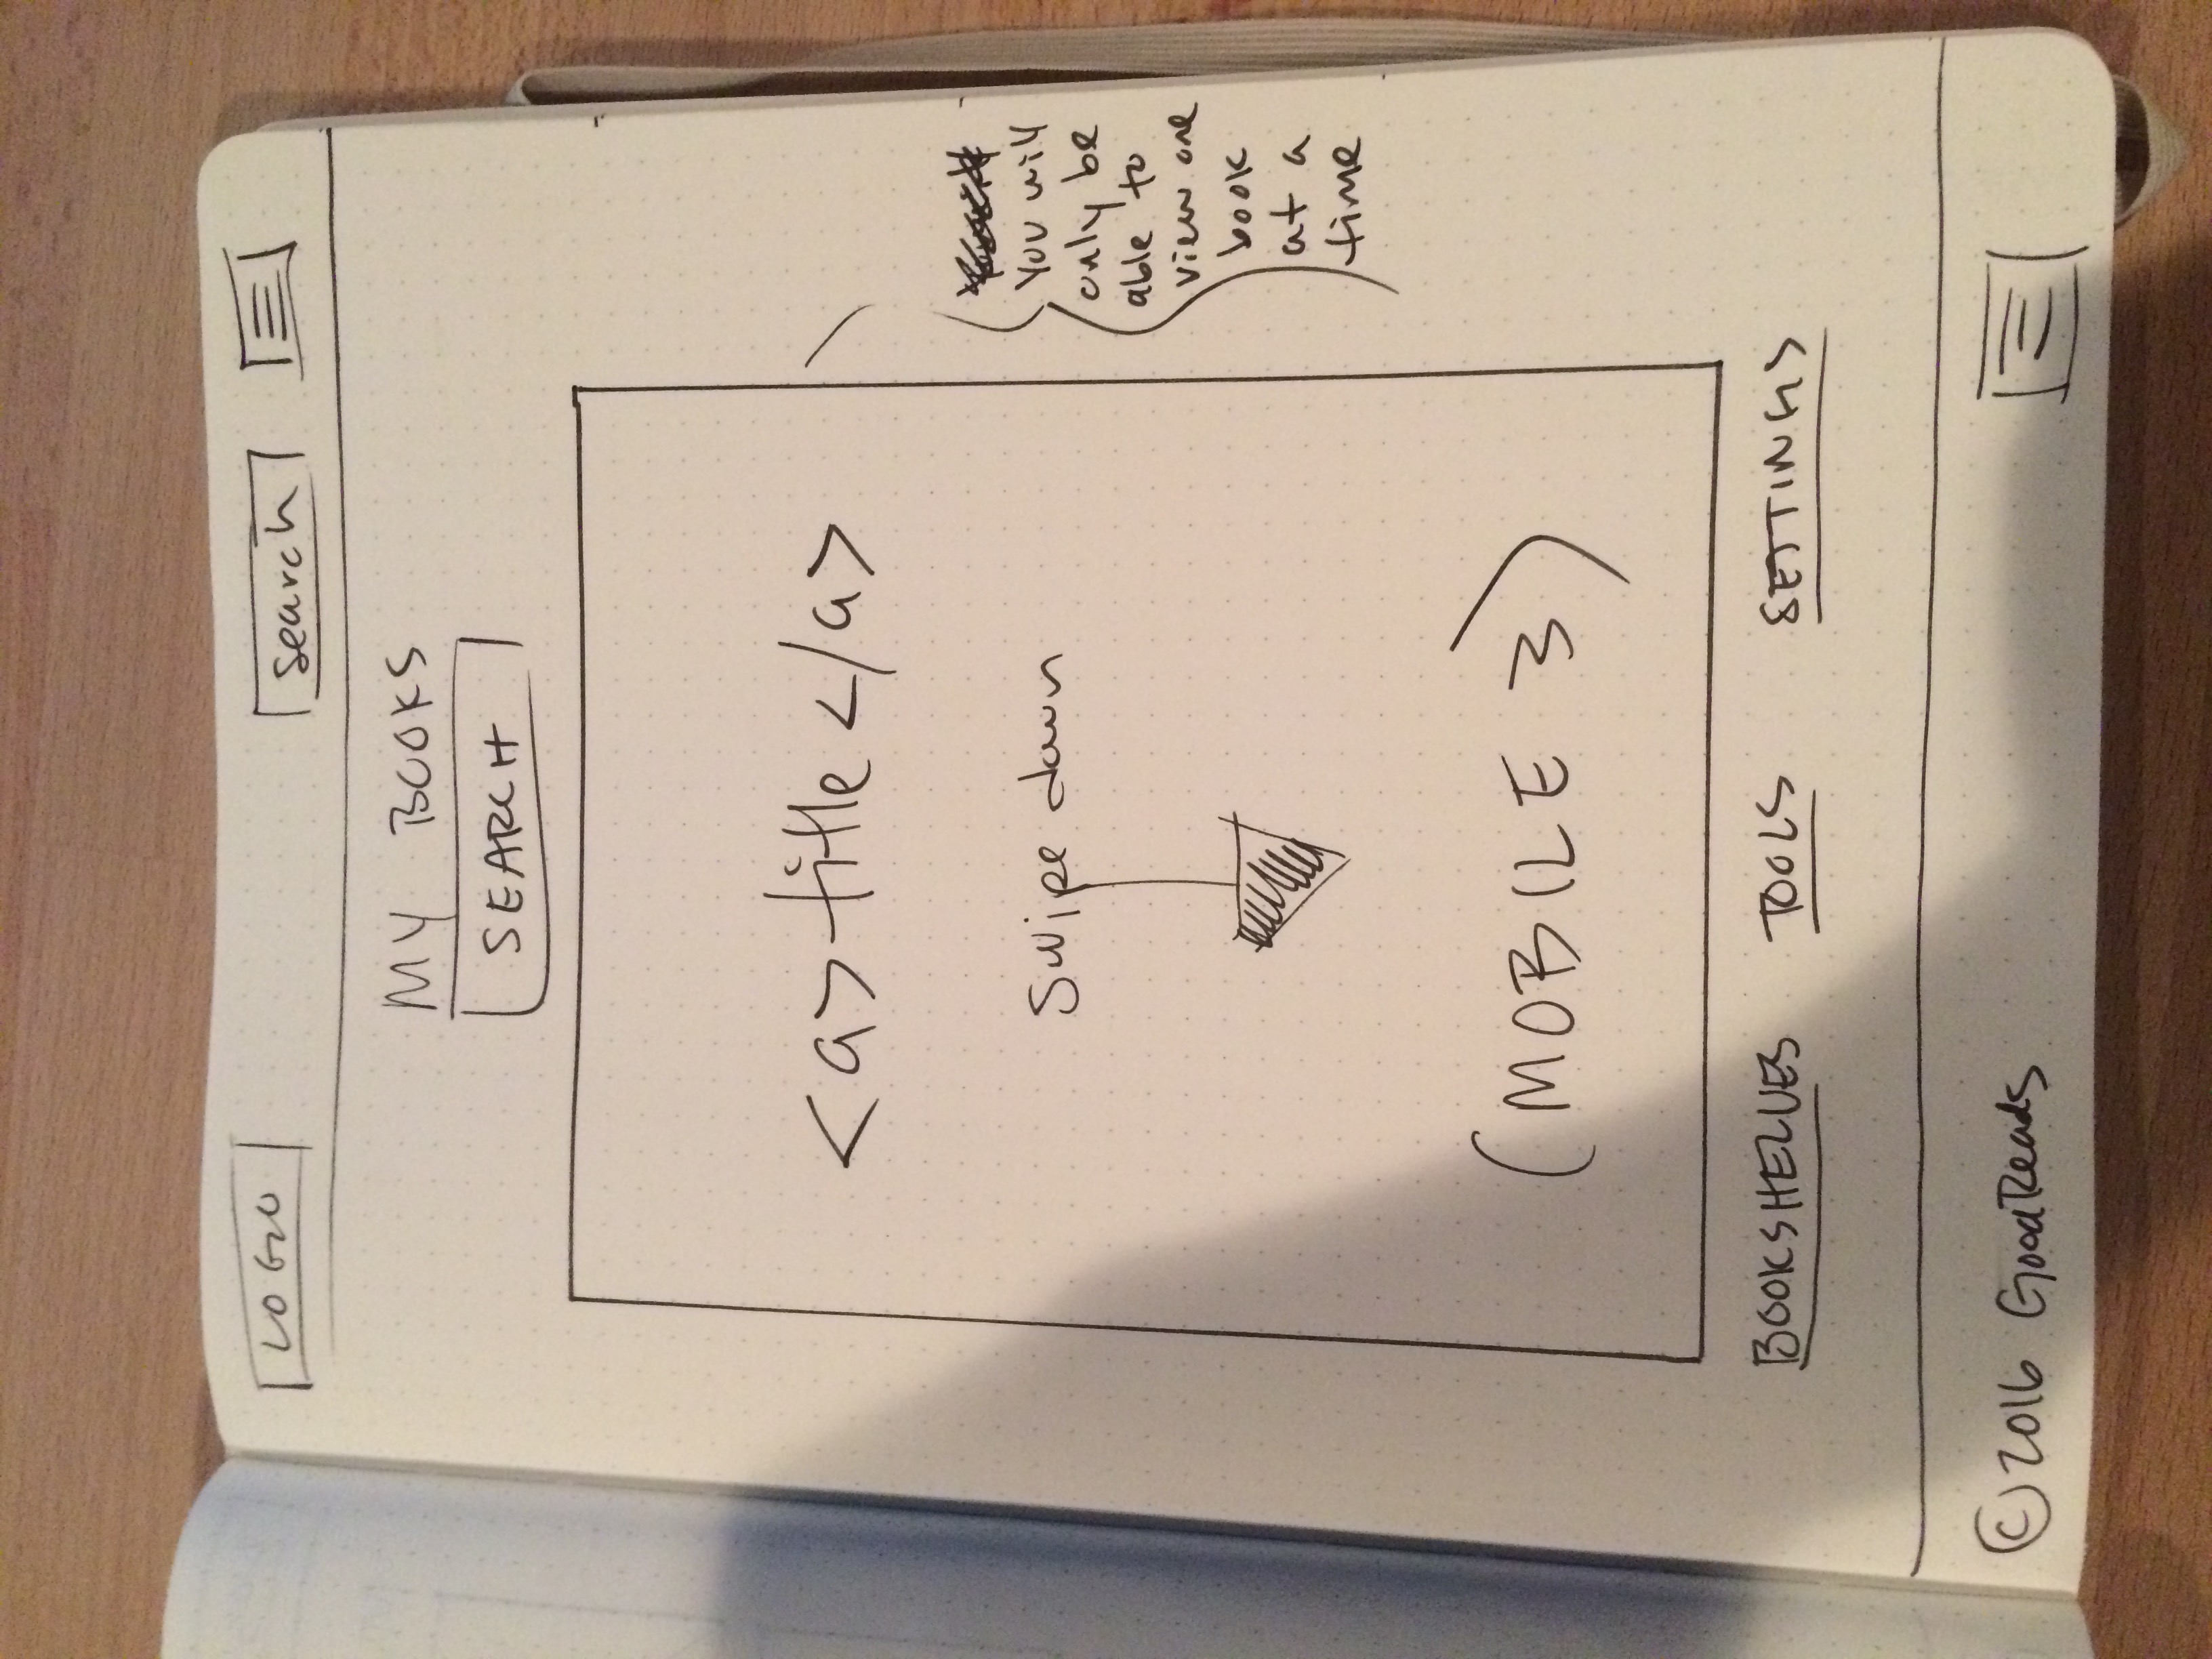 LOGO
search
MY BOOKS
SEARCH
<a> title </a>
Swipe down
You will
only be
able to
view one
book
at a
time
(MOBILE 3)
BOOKSHELVES TOOLS SETTINGS
© 2016 GoodReads